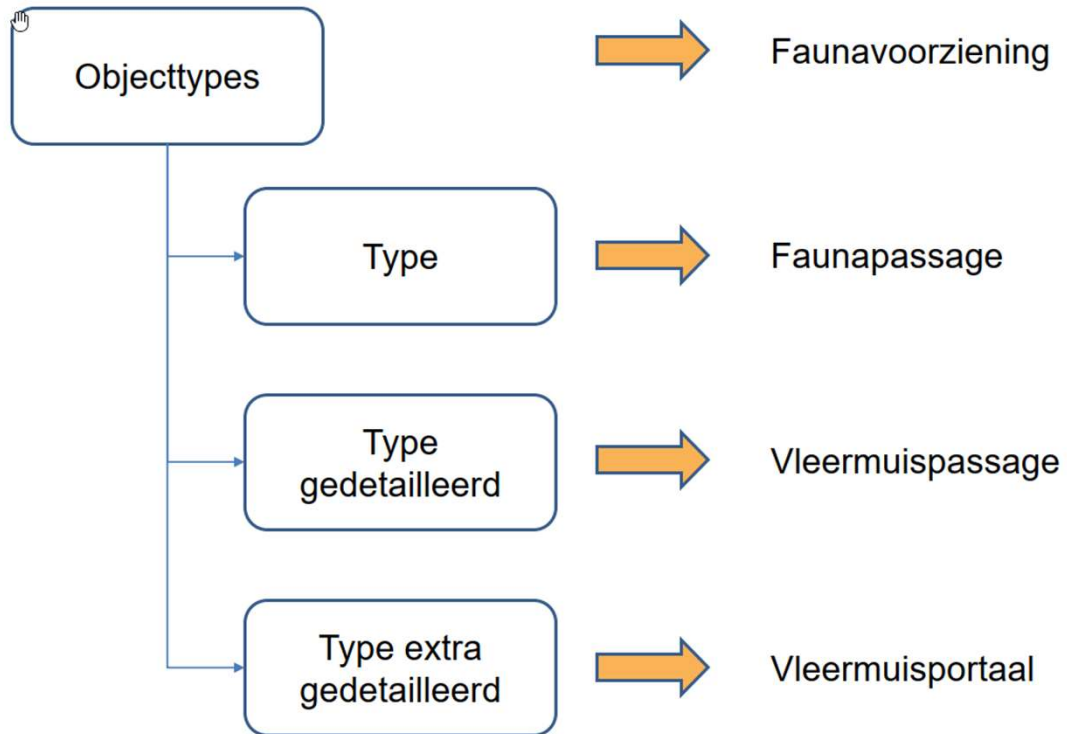 Objecttypes
Faunavoorziening
Type
Faunapassage
Type
gedetailleerd
Vleermuispassage
Type extra
gedetailleerd
Vleermuisportaal